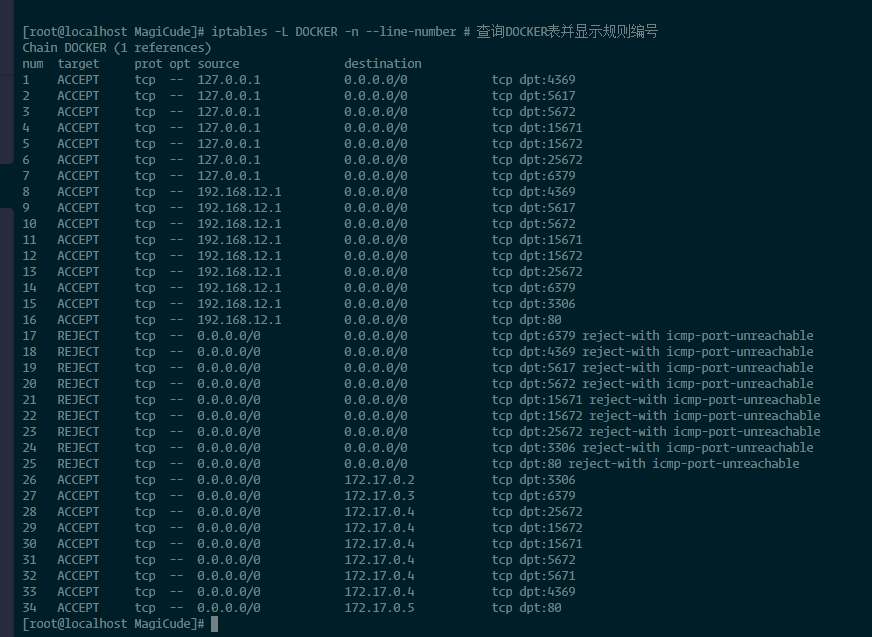 [root@localhost MagiCude]# iptables -L DOCKER -n --line-number # 查询DOCKER表并显示规则编号
Chain DOCKER (1 references)
num  target     prot opt source               destination
1    ACCEPT     tcp  --  127.0.0.1            0.0.0.0/0            tcp dpt:4369
2    ACCEPT     tcp  --  127.0.0.1            0.0.0.0/0            tcp dpt:5617
3    ACCEPT     tcp  --  127.0.0.1            0.0.0.0/0            tcp dpt:5672
4    ACCEPT     tcp  --  127.0.0.1            0.0.0.0/0            tcp dpt:15671
5    ACCEPT     tcp  --  127.0.0.1            0.0.0.0/0            tcp dpt:15672
6    ACCEPT     tcp  --  127.0.0.1            0.0.0.0/0            tcp dpt:25672
7    ACCEPT     tcp  --  127.0.0.1            0.0.0.0/0            tcp dpt:6379
8    ACCEPT     tcp  --  192.168.12.1         0.0.0.0/0            tcp dpt:4369
9    ACCEPT     tcp  --  192.168.12.1         0.0.0.0/0            tcp dpt:5617
10   ACCEPT     tcp  --  192.168.12.1         0.0.0.0/0            tcp dpt:5672
11   ACCEPT     tcp  --  192.168.12.1         0.0.0.0/0            tcp dpt:15671
12   ACCEPT     tcp  --  192.168.12.1         0.0.0.0/0            tcp dpt:15672
13   ACCEPT     tcp  --  192.168.12.1         0.0.0.0/0            tcp dpt:25672
14   ACCEPT     tcp  --  192.168.12.1         0.0.0.0/0            tcp dpt:6379
15   ACCEPT     tcp  --  192.168.12.1         0.0.0.0/0            tcp dpt:3306
16   ACCEPT     tcp  --  192.168.12.1         0.0.0.0/0            tcp dpt:80
17   REJECT     tcp  --  0.0.0.0/0            0.0.0.0/0            tcp dpt:6379 reject-with icmp-port-unreachable
18   REJECT     tcp  --  0.0.0.0/0            0.0.0.0/0            tcp dpt:4369 reject-with icmp-port-unreachable
19   REJECT     tcp  --  0.0.0.0/0            0.0.0.0/0            tcp dpt:5617 reject-with icmp-port-unreachable
20   REJECT     tcp  --  0.0.0.0/0            0.0.0.0/0            tcp dpt:5672 reject-with icmp-port-unreachable
21   REJECT     tcp  --  0.0.0.0/0            0.0.0.0/0            tcp dpt:15671 reject-with icmp-port-unreachable
22   REJECT     tcp  --  0.0.0.0/0            0.0.0.0/0            tcp dpt:15672 reject-with icmp-port-unreachable
23   REJECT     tcp  --  0.0.0.0/0            0.0.0.0/0            tcp dpt:25672 reject-with icmp-port-unreachable
24   REJECT     tcp  --  0.0.0.0/0            0.0.0.0/0            tcp dpt:3306 reject-with icmp-port-unreachable
25   REJECT     tcp  --  0.0.0.0/0            0.0.0.0/0            tcp dpt:80 reject-with icmp-port-unreachable
26   ACCEPT     tcp  --  0.0.0.0/0            172.17.0.2           tcp dpt:3306
27   ACCEPT     tcp  --  0.0.0.0/0            172.17.0.3           tcp dpt:6379
28   ACCEPT     tcp  --  0.0.0.0/0            172.17.0.4           tcp dpt:25672
29   ACCEPT     tcp  --  0.0.0.0/0            172.17.0.4           tcp dpt:15672
30   ACCEPT     tcp  --  0.0.0.0/0            172.17.0.4           tcp dpt:15671
31   ACCEPT     tcp  --  0.0.0.0/0            172.17.0.4           tcp dpt:5672
32   ACCEPT     tcp  --  0.0.0.0/0            172.17.0.4           tcp dpt:5671
33   ACCEPT     tcp  --  0.0.0.0/0            172.17.0.4           tcp dpt:4369
34   ACCEPT     tcp  --  0.0.0.0/0            172.17.0.5           tcp dpt:80
[root@localhost MagiCude]#